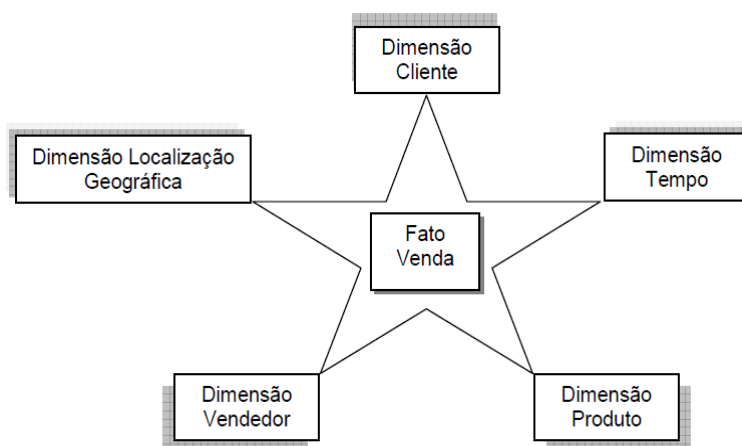 Dimensão
Cliente
Dimensão Localização
Geográfica
Dimensão
Tempo
Fato
Venda
Dimensão
Vendedor
Dimensão
Produto